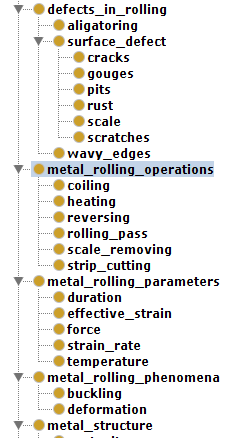 defects_in_rolling
aligatoring
surface_defect
cracks
gouges
pits
rust
scale
scratches
wavy_edges
metal_rolling_operations
coiling
heating
reversing
rolling_pass
scale_removing
strip_cutting
metal_rolling_parameters
duration
effective_strain
force
strain_rate
temperature
metal_rolling_phenomena
buckling
deformation
metal_structure